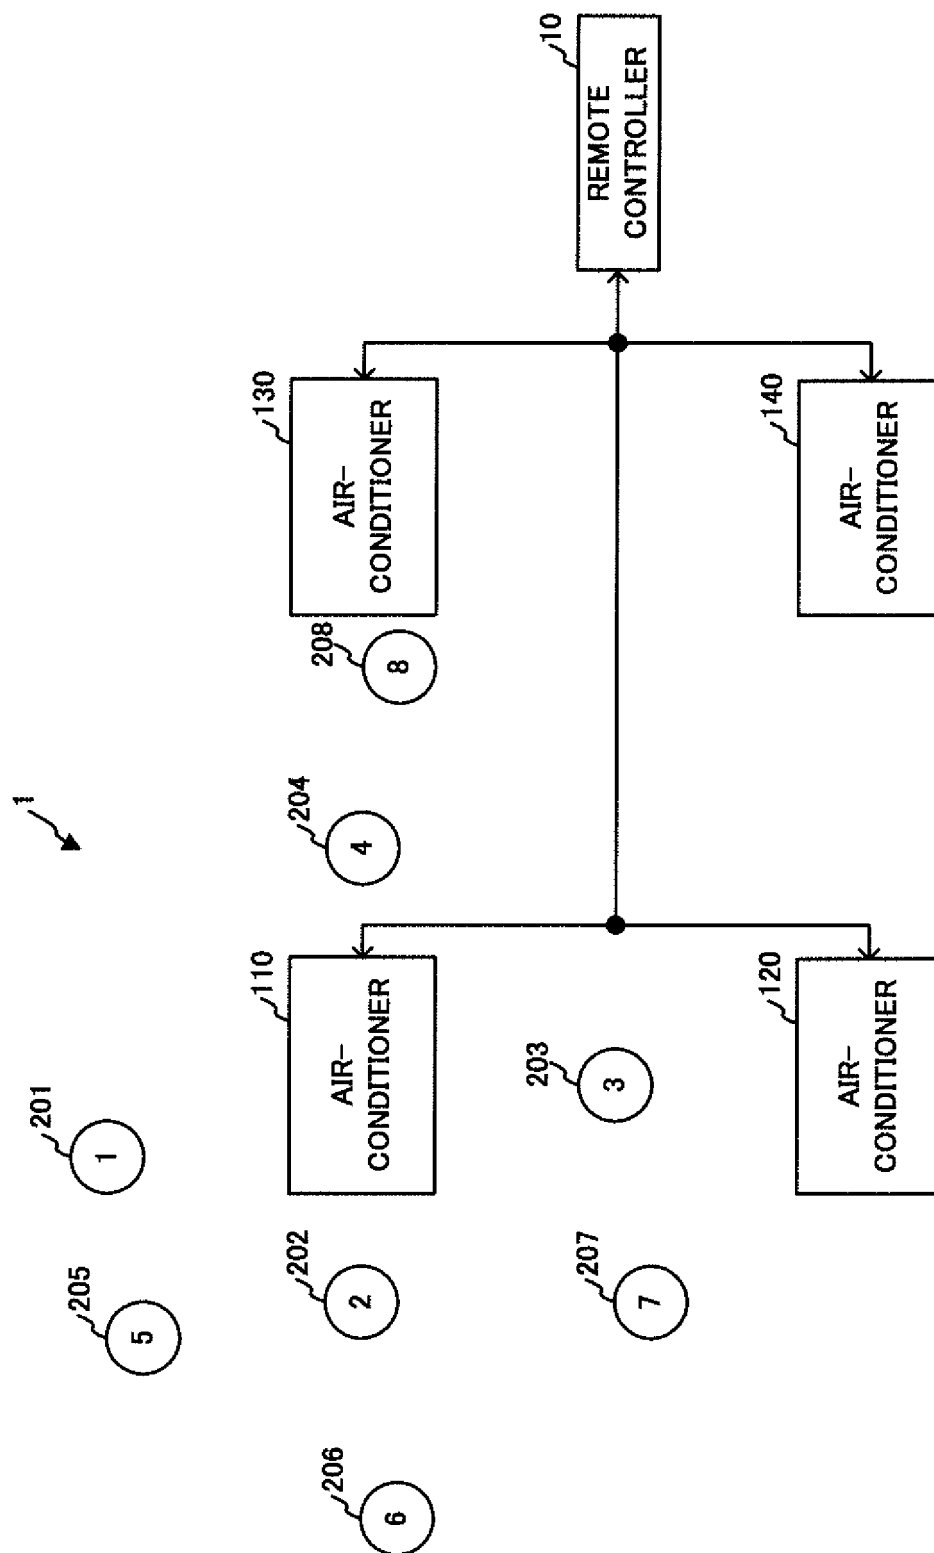 1
201
205
1
5
110
130
202
204
208
206
AIR-
CONDITIONER
AIR-
CONDITIONER
2
4
8
6
203
10
207
3
7
REMOTE
CONTROLLER
120
140
AIR-
CONDITIONER
AIR-
CONDITIONER